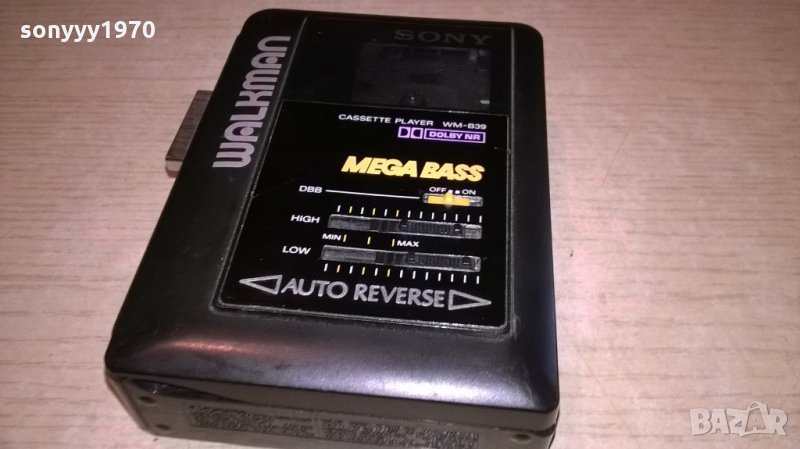 sonyyy1970
SONY
WALKMAN
CASSETTE PLAYER WM-B39
DOLBY NR
MEGA BASS
DBB OFF ON
HIGH
MIN MAX
LOW
AUTO REVERSE
BAZAR